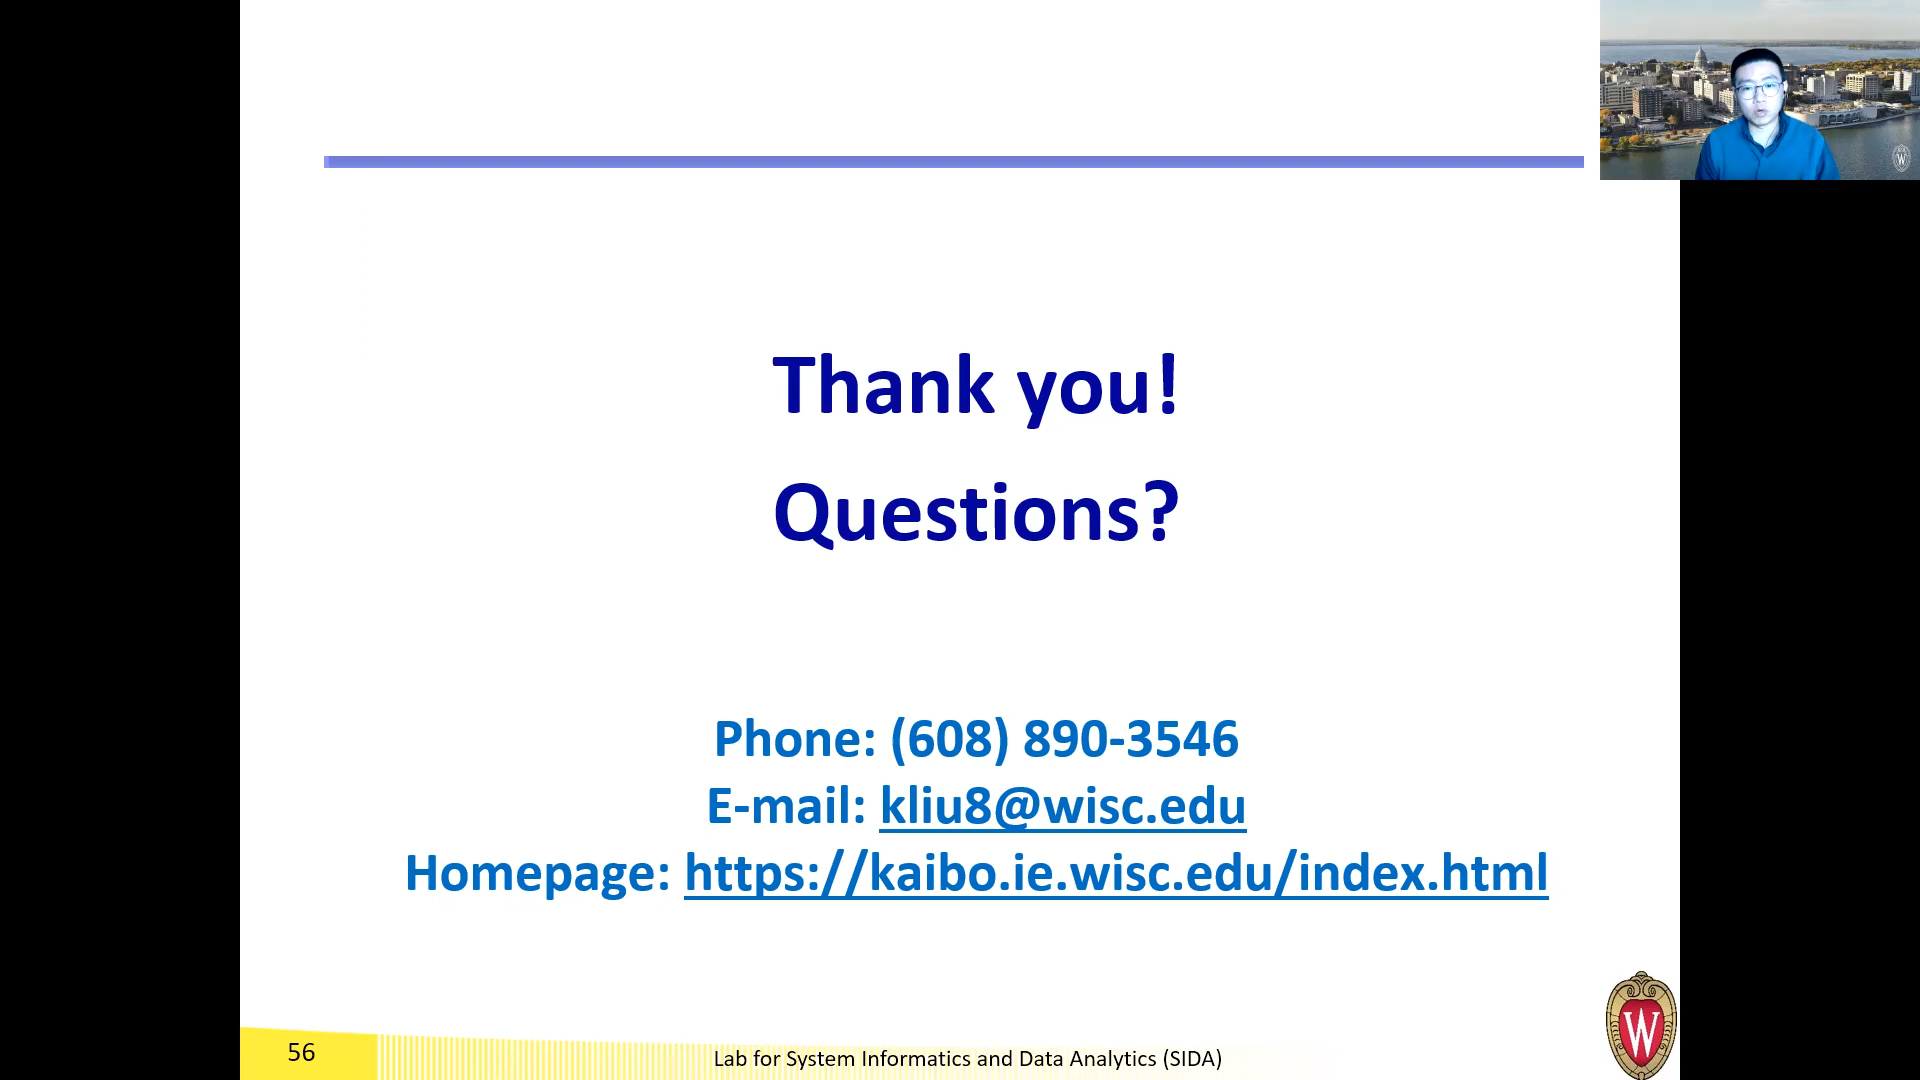 Thank you!
Questions?
Phone: (608) 890-3546
E-mail: kliu8@wisc.edu
Homepage: https://kaibo.ie.wisc.edu/index.html
56
Lab for System Informatics and Data Analytics (SIDA)
W
W